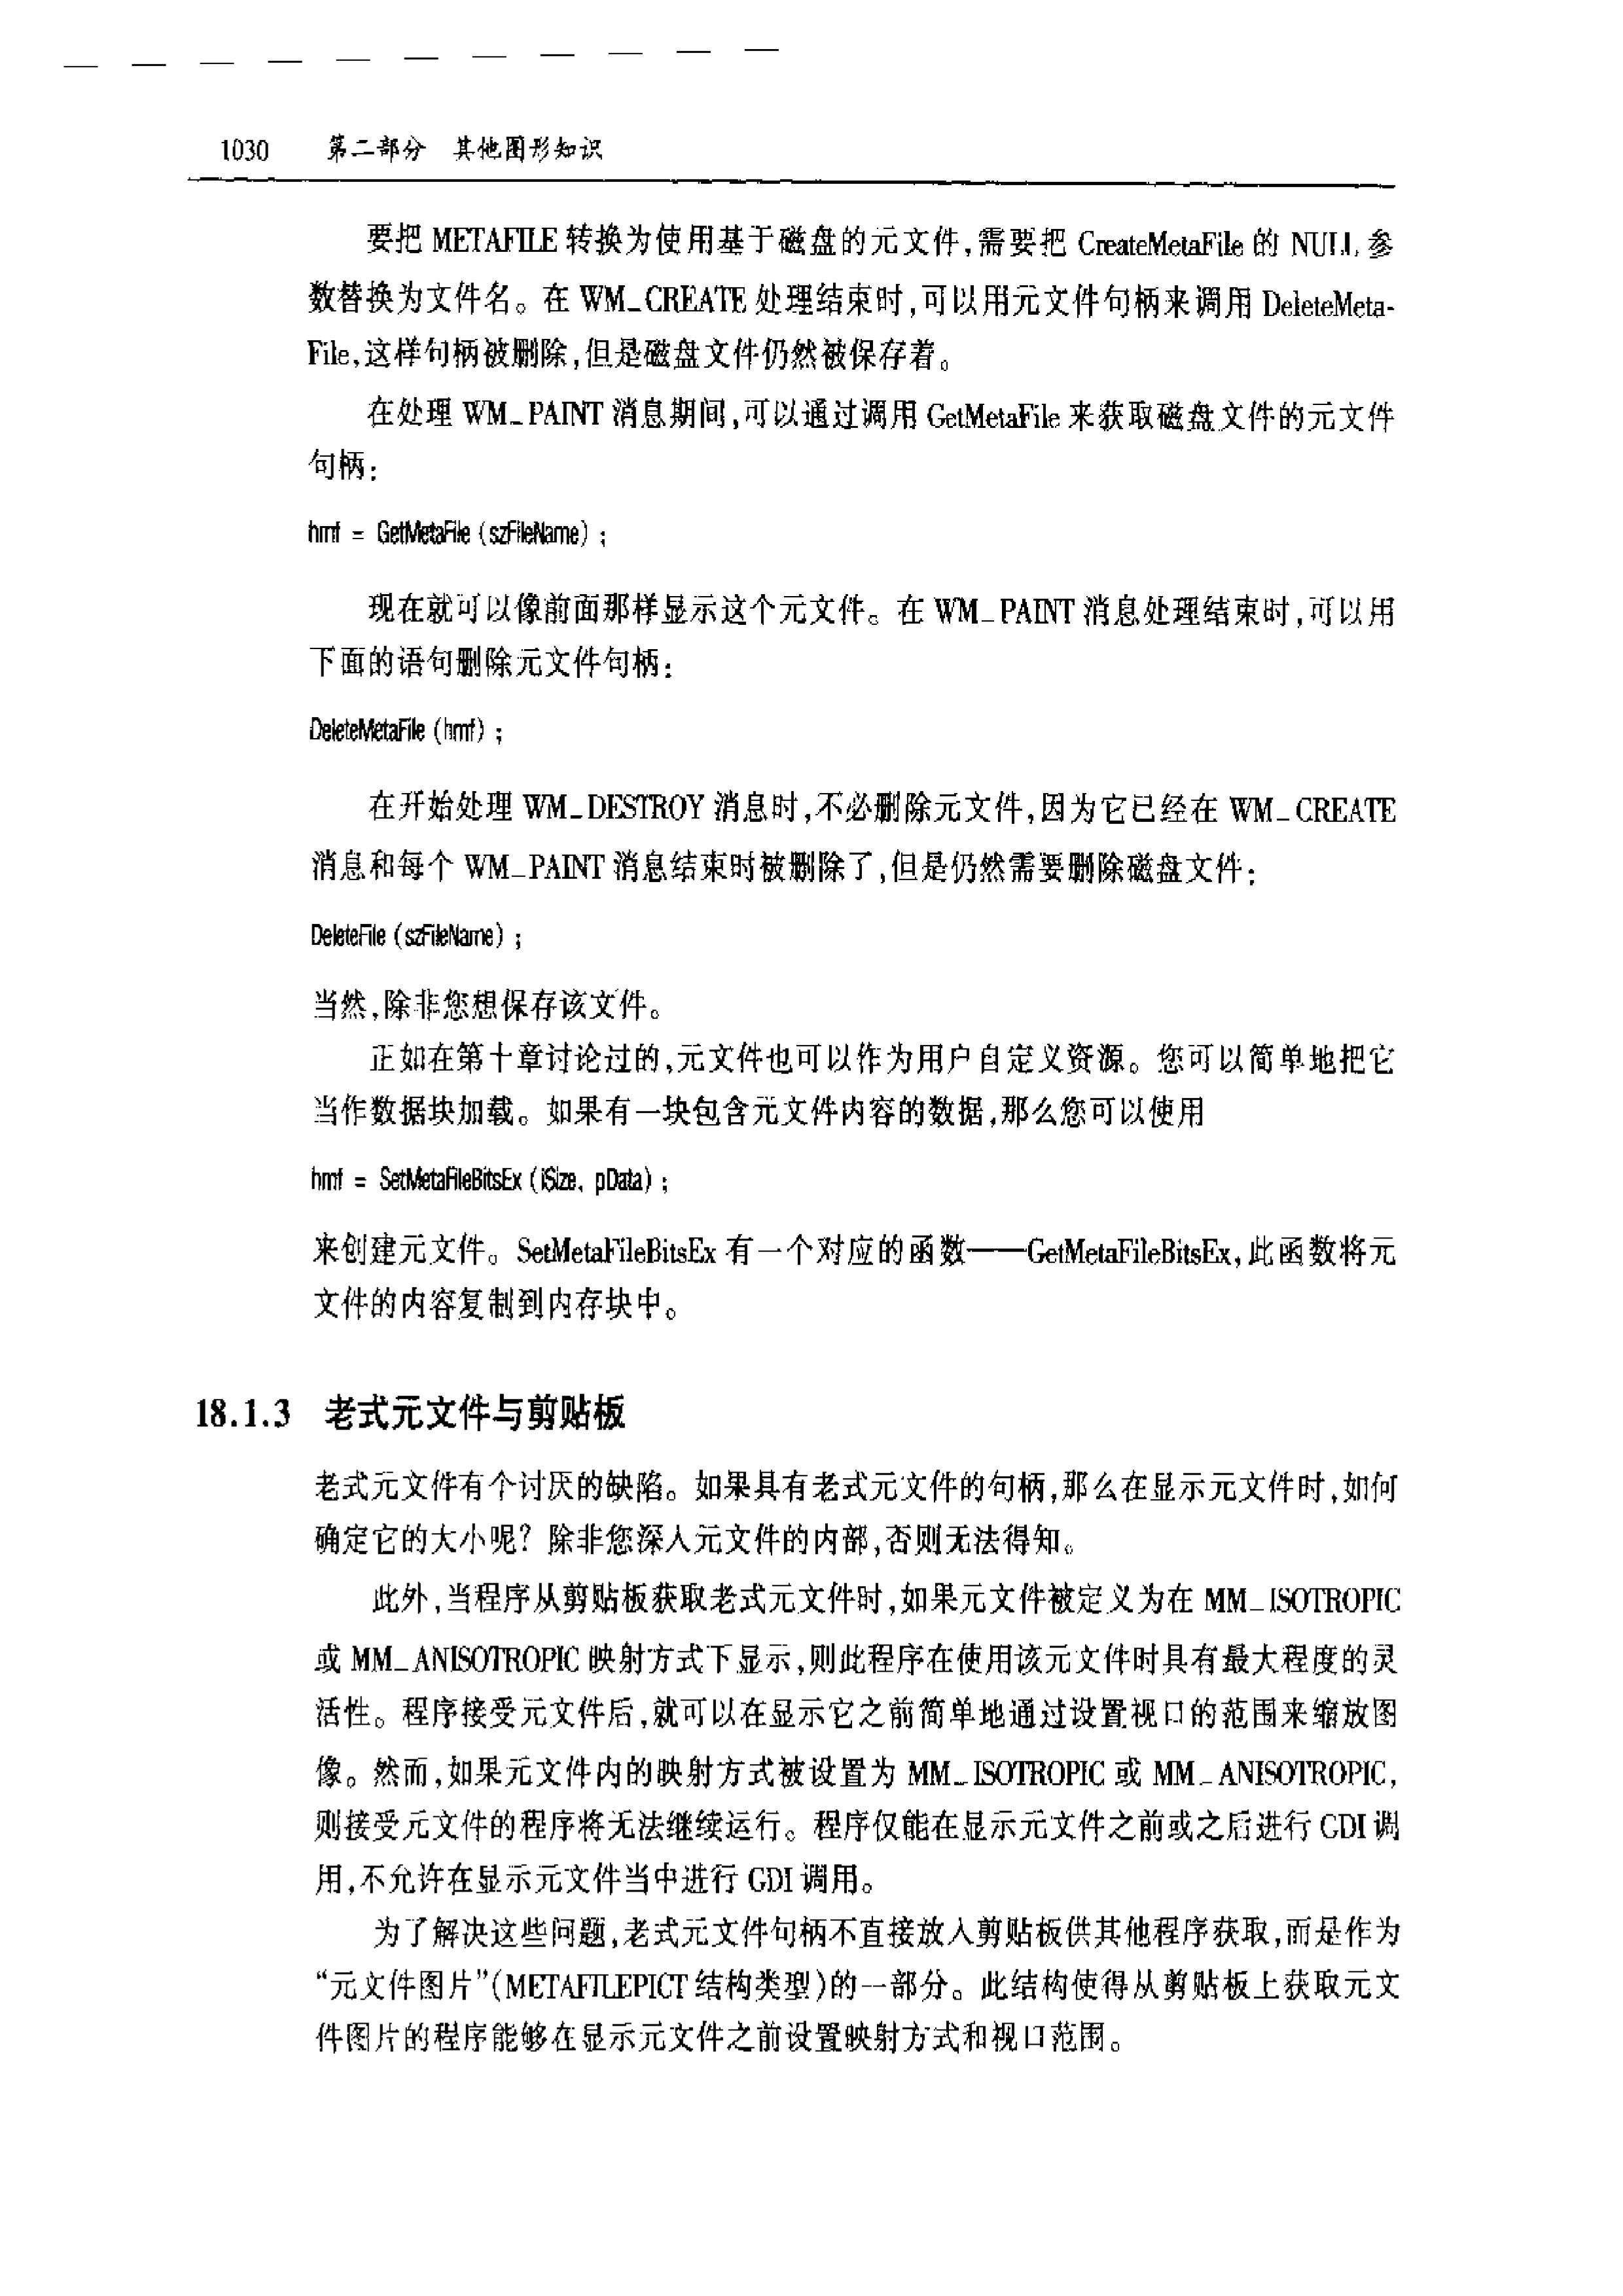 1030 第二部分 其他图形知识
要把 METAFILE 转换为使用基于磁盘的元文件,需要把 CreateMetaFile 的 NULL 参
数替换为文件名。在 WM_CREATE 处理结束时,可以用元文件句柄来调用 DeleteMeta-
File,这样句柄被删除,但是磁盘文件仍然被保存着。
在处理 WM_PAINT 消息期间,可以通过调用 GetMetaFile 来获取磁盘文件的元文件
句柄:
hmf = GetMetaFile (szFileName) ;
现在就可以像前面那样显示这个元文件。在 WM_PAINT 消息处理结束时,可以用
下面的语句删除元文件句柄:
DeleteMetaFile (hmf) ;
在开始处理 WM_DESTROY 消息时,不必删除元文件,因为它已经在 WM_CREATE
消息和每个 WM_PAINT 消息结束时被删除了,但是仍然需要删除磁盘文件:
DeleteFile (szFileName) ;
当然,除非您想保存该文件。
正如在第十章讨论过的,元文件也可以作为用户自定义资源。您可以简单地把它
当作数据块加载。如果有一块包含元文件内容的数据,那么您可以使用
hmf = SetMetaFileBitsEx (iSize, pData) ;
来创建元文件。SetMetaFileBitsEx 有一个对应的函数——GetMetaFileBitsEx,此函数将元
文件的内容复制到内存块中。
18.1.3 老式元文件与剪贴板
老式元文件有个讨厌的缺陷。如果具有老式元文件的句柄,那么在显示元文件时,如何
确定它的大小呢?除非您深入元文件的内部,否则无法得知。
此外,当程序从剪贴板获取老式元文件时,如果元文件被定义为在 MM_ISOTROPIC
或 MM_ANISOTROPIC 映射方式下显示,则此程序在使用该元文件时具有最大程度的灵
活性。程序接受元文件后,就可以在显示它之前简单地通过设置视口的范围来缩放图
像。然而,如果元文件内的映射方式被设置为 MM_ISOTROPIC 或 MM_ANISOTROPIC,
则接受元文件的程序将无法继续运行。程序仅能在显示元文件之前或之后进行 GDI 调
用,不允许在显示元文件当中进行 GDI 调用。
为了解决这些问题,老式元文件句柄不直接放入剪贴板供其他程序获取,而是作为
“元文件图片”(METAFILEPICT 结构类型)的一部分。此结构使得从剪贴板上获取元文
件图片的程序能够在显示元文件之前设置映射方式和视口范围。